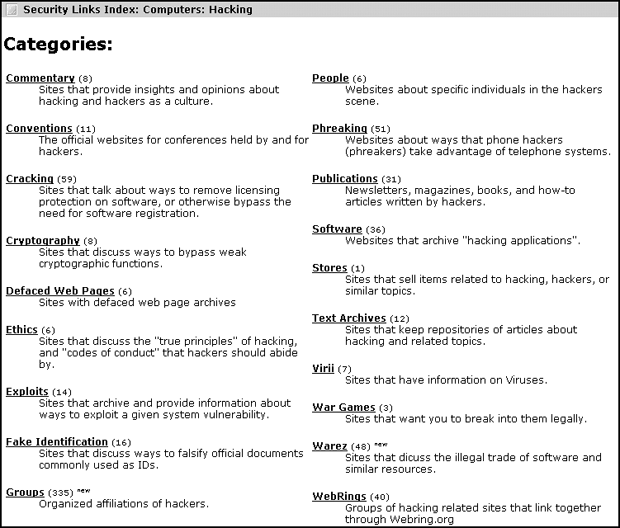 Security Links Index: Computers: Hacking
Categories:
Commentary (8)
Sites that provide insights and opinions about
hacking and hackers as a culture.
Conventions (11)
The official websites for conferences held by and for
hackers.
Cracking (59)
Sites that talk about ways to remove licensing
protection on software, or otherwise bypass the
need for software registration.
Cryptography (8)
Sites that discuss ways to bypass weak
cryptographic functions.
Defaced Web Pages (6)
Sites with defaced web page archives
Ethics (6)
Sites that discuss the "true principles" of hacking,
and "codes of conduct" that hackers should abide
by.
Exploits (14)
Sites that archive and provide information about
ways to exploit a given system vulnerability.
Fake Identification (16)
Sites that discuss ways to falsify official documents
commonly used as IDs.
Groups (335) new
Organized affiliations of hackers.
People (6)
Websites about specific individuals in the hackers
scene.
Phreaking (51)
Websites about ways that phone hackers
(phreakers) take advantage of telephone systems.
Publications (31)
Newsletters, magazines, books, and how-to
articles written by hackers.
Software (36)
Websites that archive "hacking applications".
Stores (1)
Sites that sell items related to hacking, hackers, or
similar topics.
Text Archives (12)
Sites that keep repositories of articles about
hacking and related topics.
Virii (7)
Sites that have information on Viruses.
War Games (3)
Sites that want you to break into them legally.
Warez (48) new
Sites that dicuss the illegal trade of software and
similar resources.
WebRings (40)
Groups of hacking related sites that link together
through Webring.org